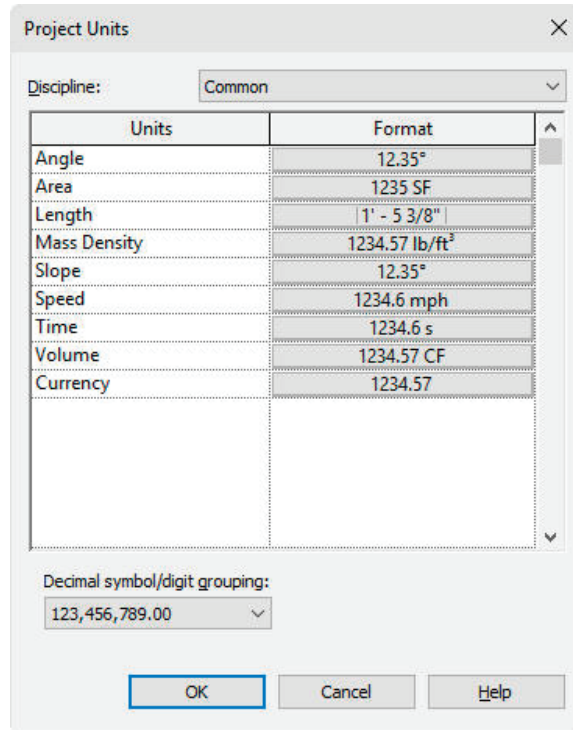 Project Units
Discipline: Common
Units Format
Angle 12.35°
Area 1235 SF
Length 1' - 5 3/8"
Mass Density 1234.57 lb/ft³
Slope 12.35°
Speed 1234.6 mph
Time 1234.6 s
Volume 1234.57 CF
Currency 1234.57
Decimal symbol/digit grouping:
123,456,789.00
OK Cancel Help